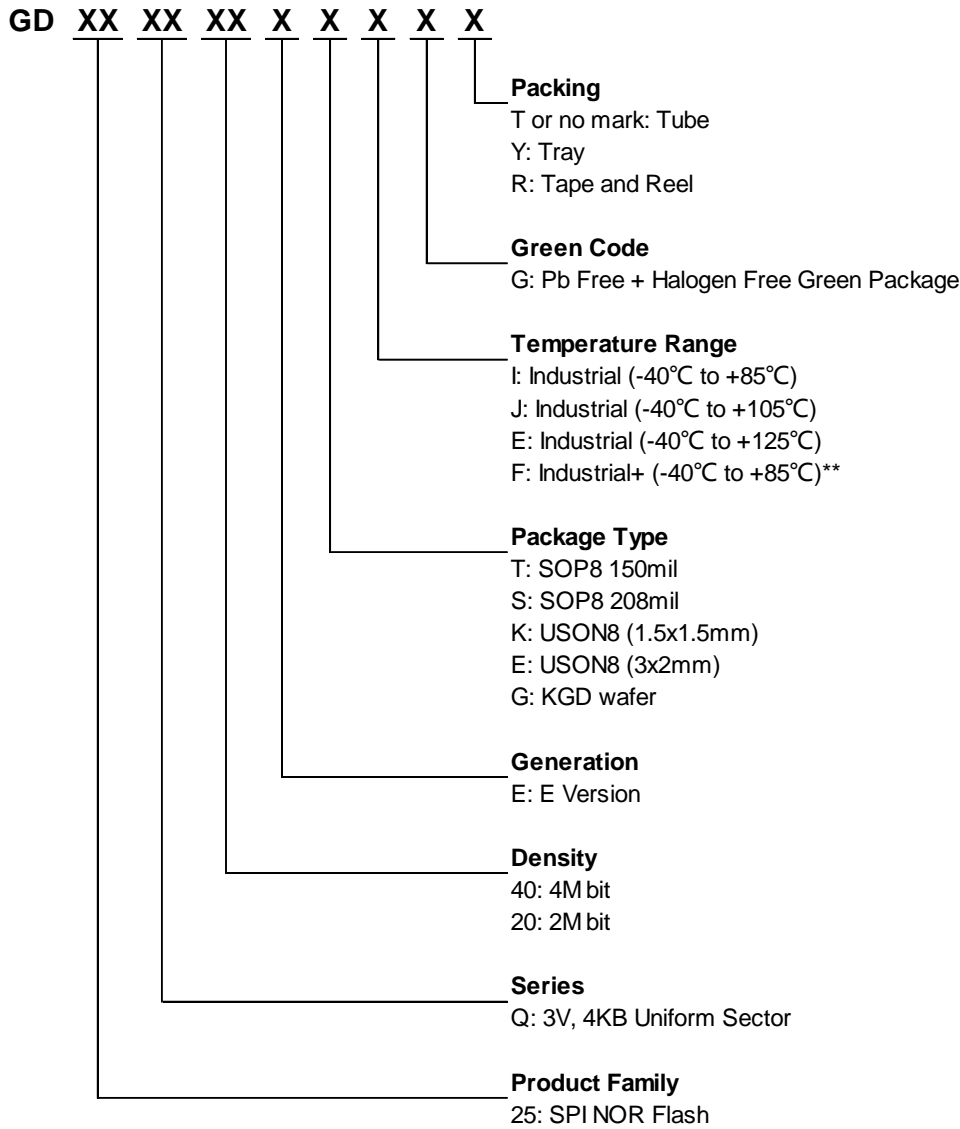 GD XX XX XX X X X X X
Packing
T or no mark: Tube
Y: Tray
R: Tape and Reel
Green Code
G: Pb Free + Halogen Free Green Package
Temperature Range
I: Industrial (-40℃ to +85℃)
J: Industrial (-40℃ to +105℃)
E: Industrial (-40℃ to +125℃)
F: Industrial+ (-40℃ to +85℃)**
Package Type
T: SOP8 150mil
S: SOP8 208mil
K: USON8 (1.5x1.5mm)
E: USON8 (3x2mm)
G: KGD wafer
Generation
E: E Version
Density
40: 4M bit
20: 2M bit
Series
Q: 3V, 4KB Uniform Sector
Product Family
25: SPI NOR Flash